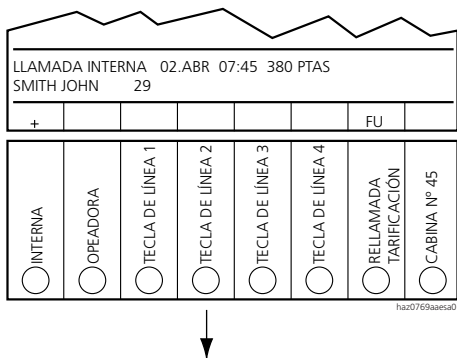 LLAMADA INTERNA 02.ABR 07:45 380 PTAS
SMITH JOHN 29
+ FU
INTERNA
OPEADORA
TECLA DE LÍNEA 1
TECLA DE LÍNEA 2
TECLA DE LÍNEA 3
TECLA DE LÍNEA 4
RELLAMADA
TARIFICACIÓN
CABINA Nº 45
haz0769aaesa0